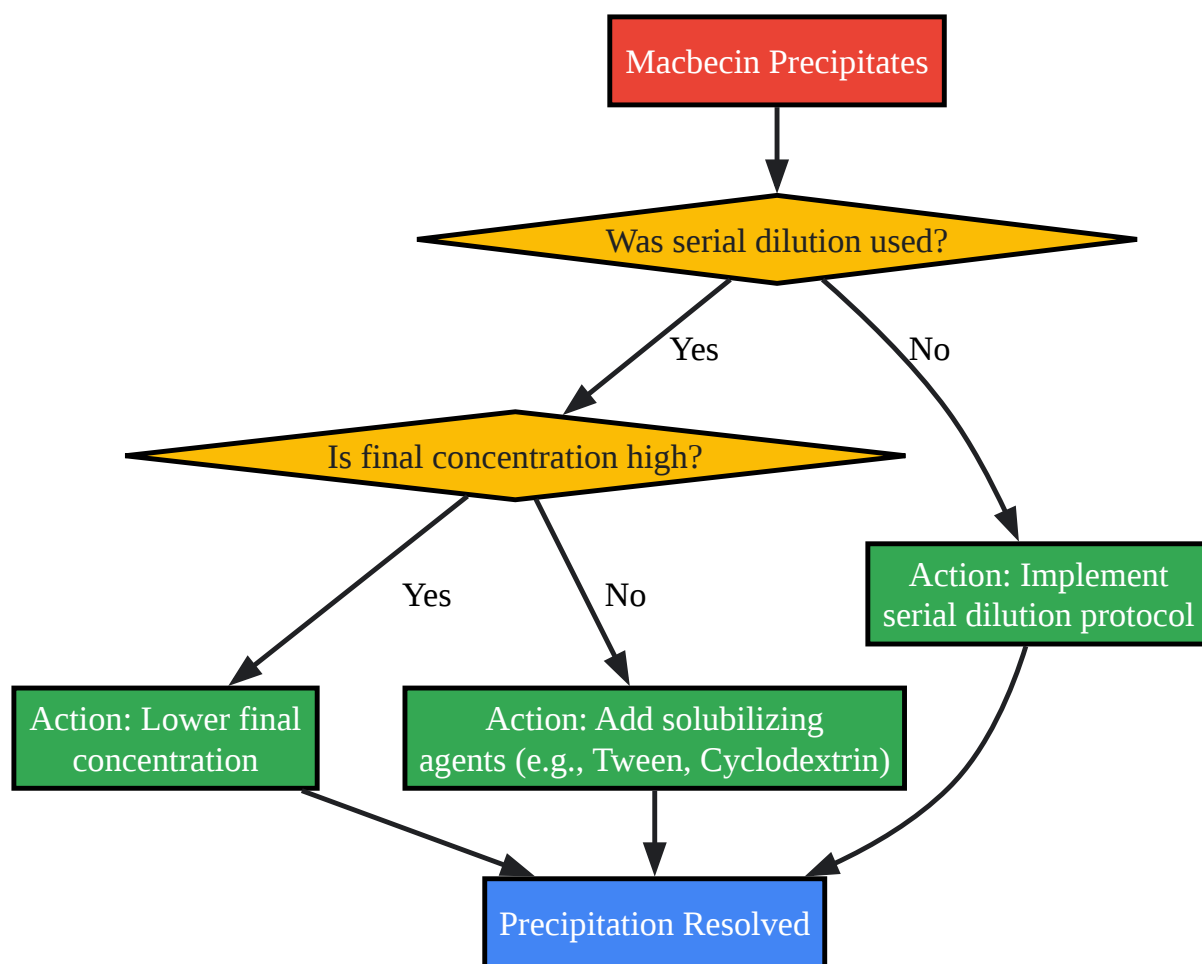 Macbecin Precipitates
Was serial dilution used?
Yes
No
Is final concentration high?
Yes
No
Action: Implement
serial dilution protocol
Action: Lower final
concentration
Action: Add solubilizing
agents (e.g., Tween, Cyclodextrin)
Precipitation Resolved